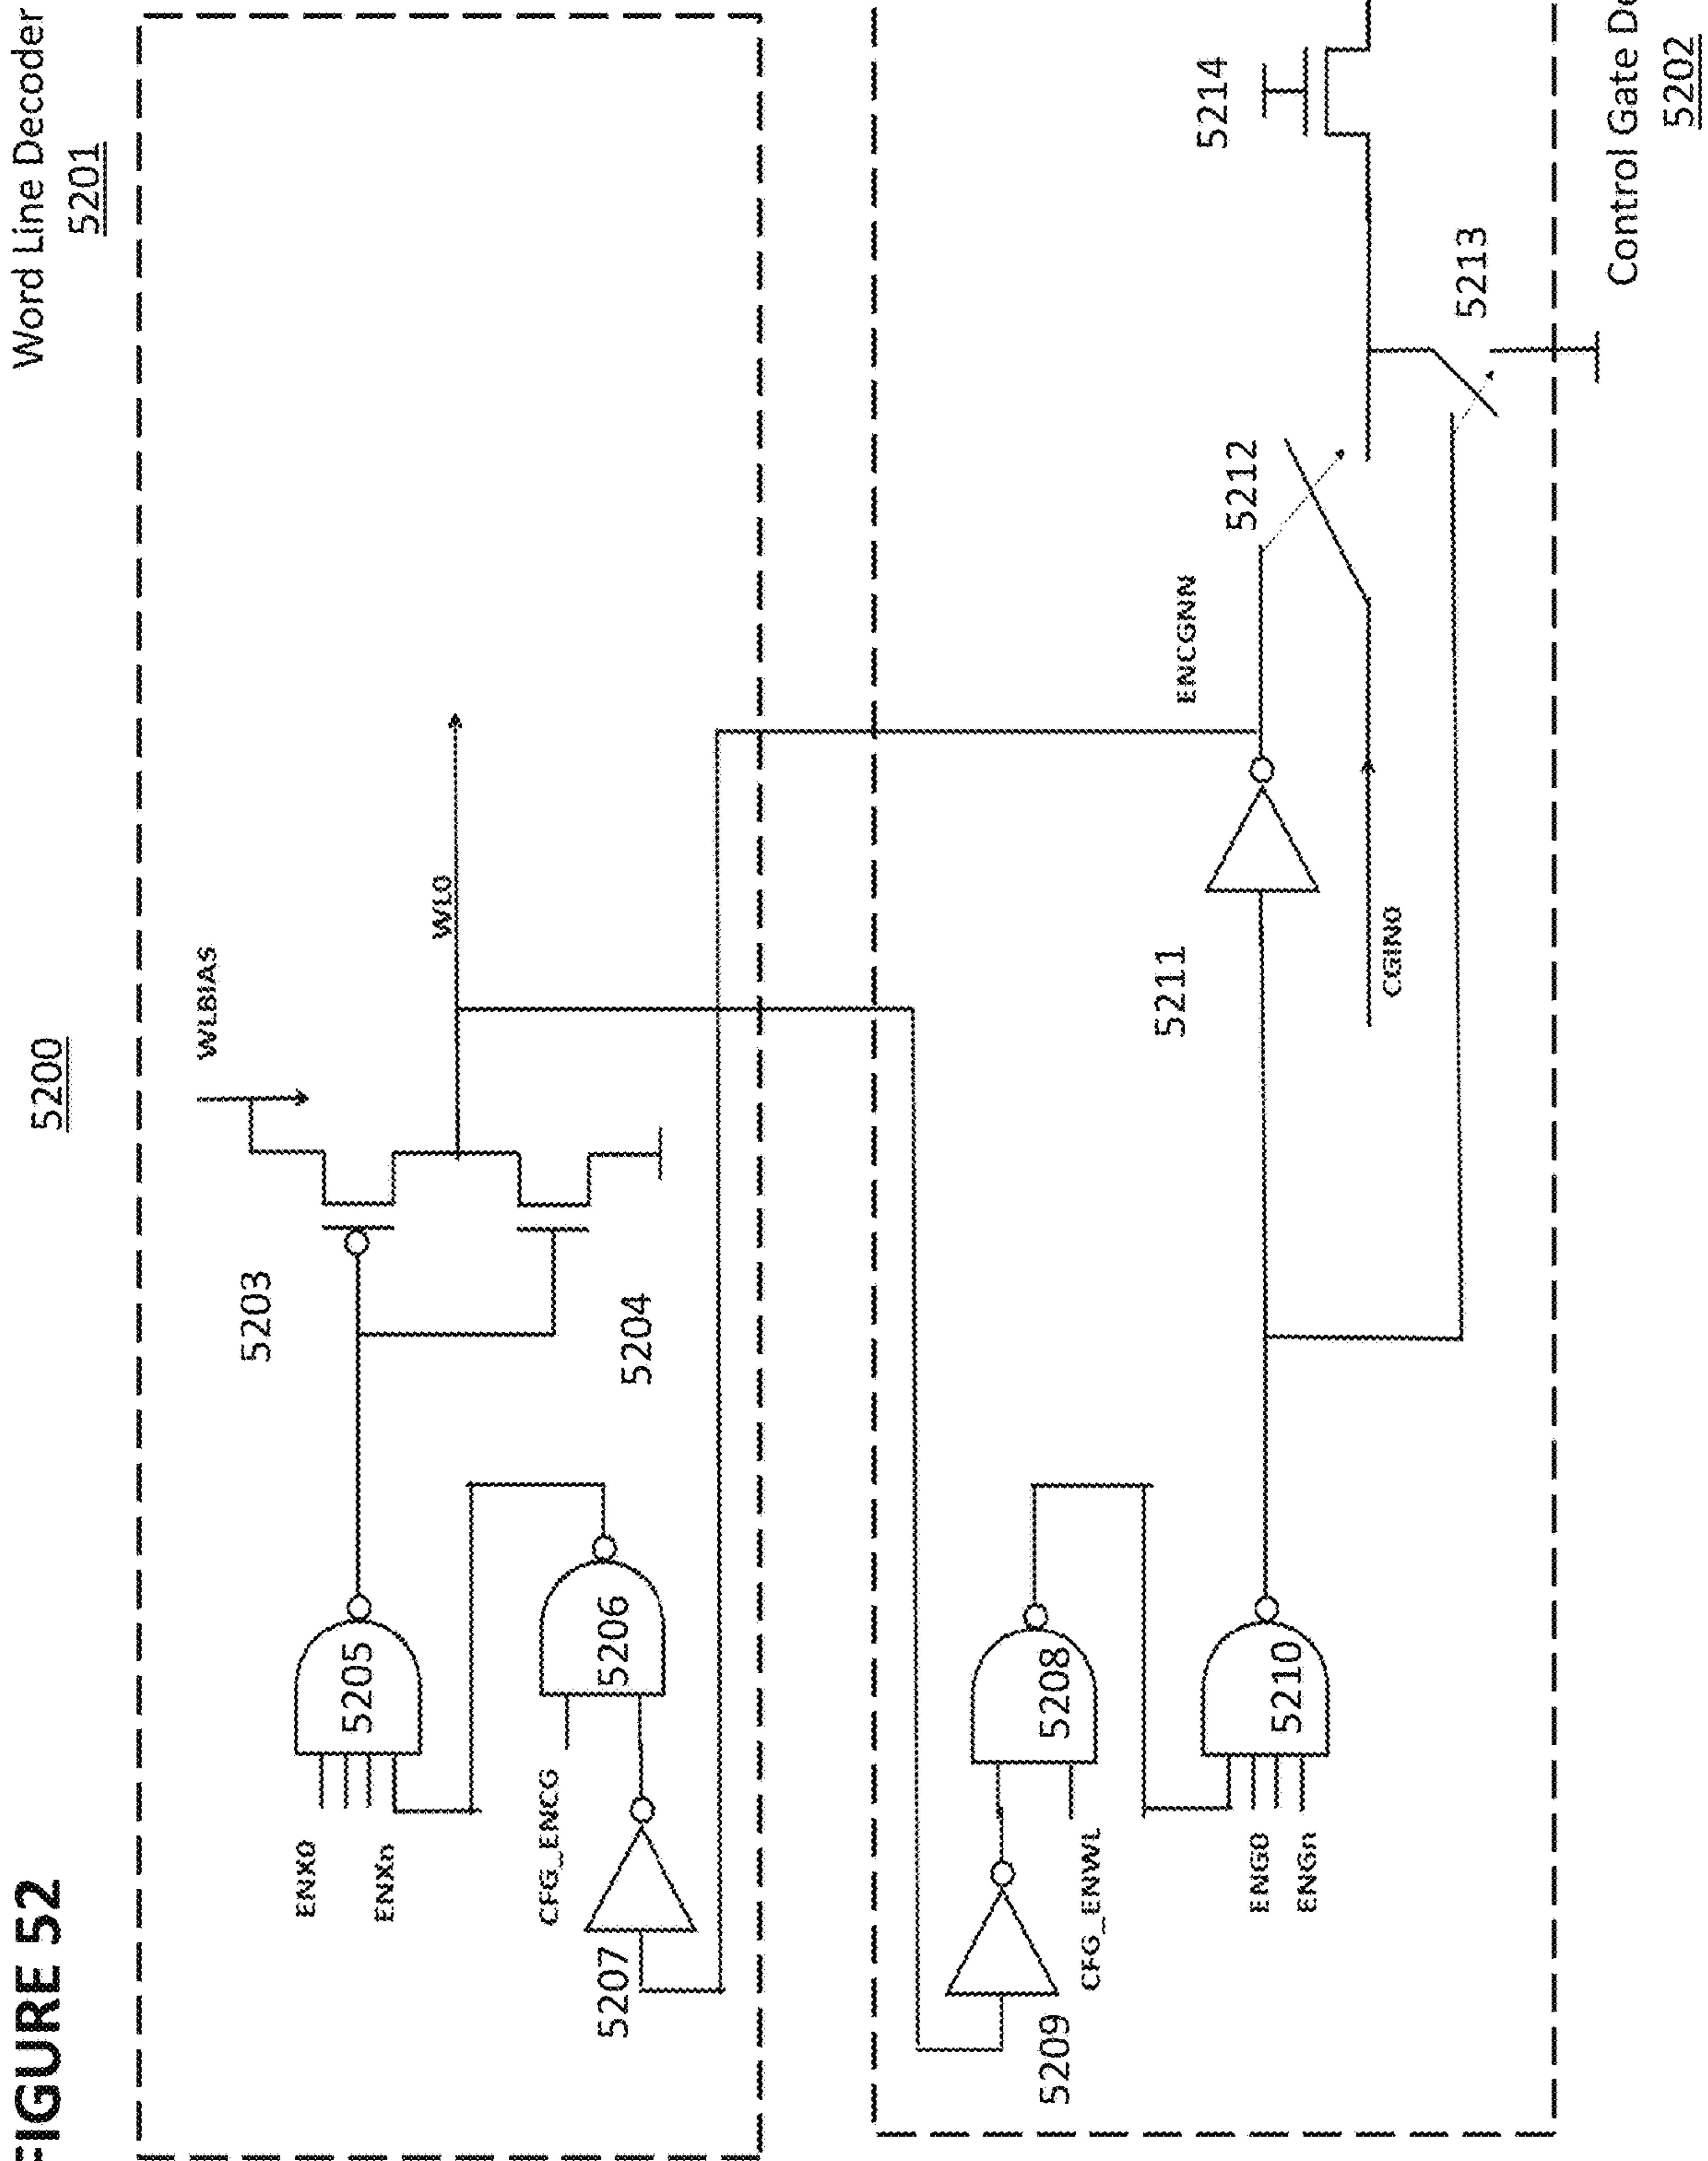 FIGURE 52
5200
Word Line Decoder
5201
WLBIAS
5203
WL0
5204
5205
ENX0
ENXn
5206
CFG_ENCG
5207
5214
5212
5213
ENCGNN
5211
CGIN0
5208
CFG_ENWL
5209
5210
ENG0
ENGn
Control Gate De
5202